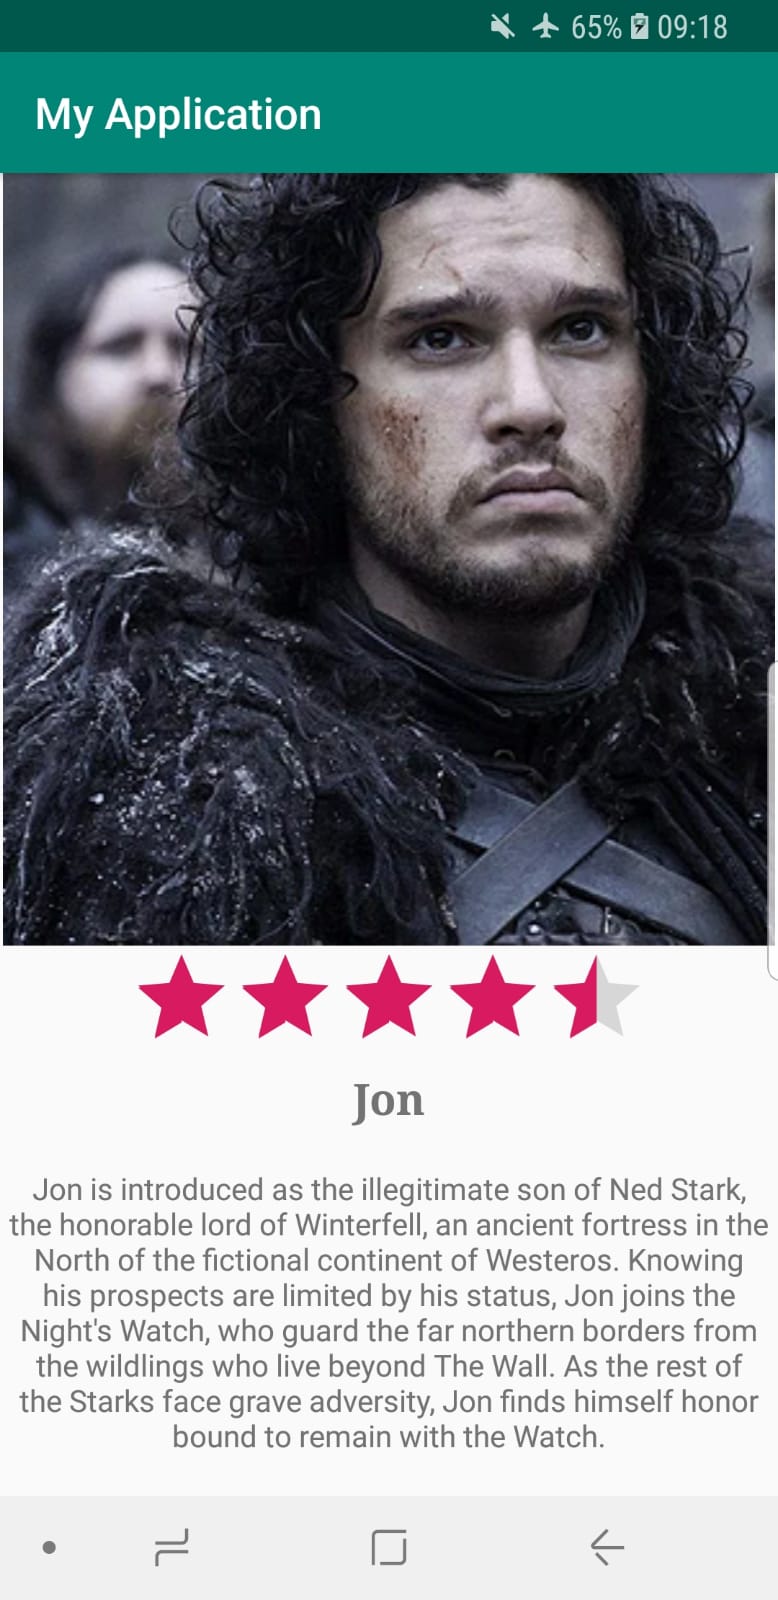 65% 09:18
My Application
Jon
Jon is introduced as the illegitimate son of Ned Stark,
the honorable lord of Winterfell, an ancient fortress in the
North of the fictional continent of Westeros. Knowing
his prospects are limited by his status, Jon joins the
Night's Watch, who guard the far northern borders from
the wildlings who live beyond The Wall. As the rest of
the Starks face grave adversity, Jon finds himself honor
bound to remain with the Watch.